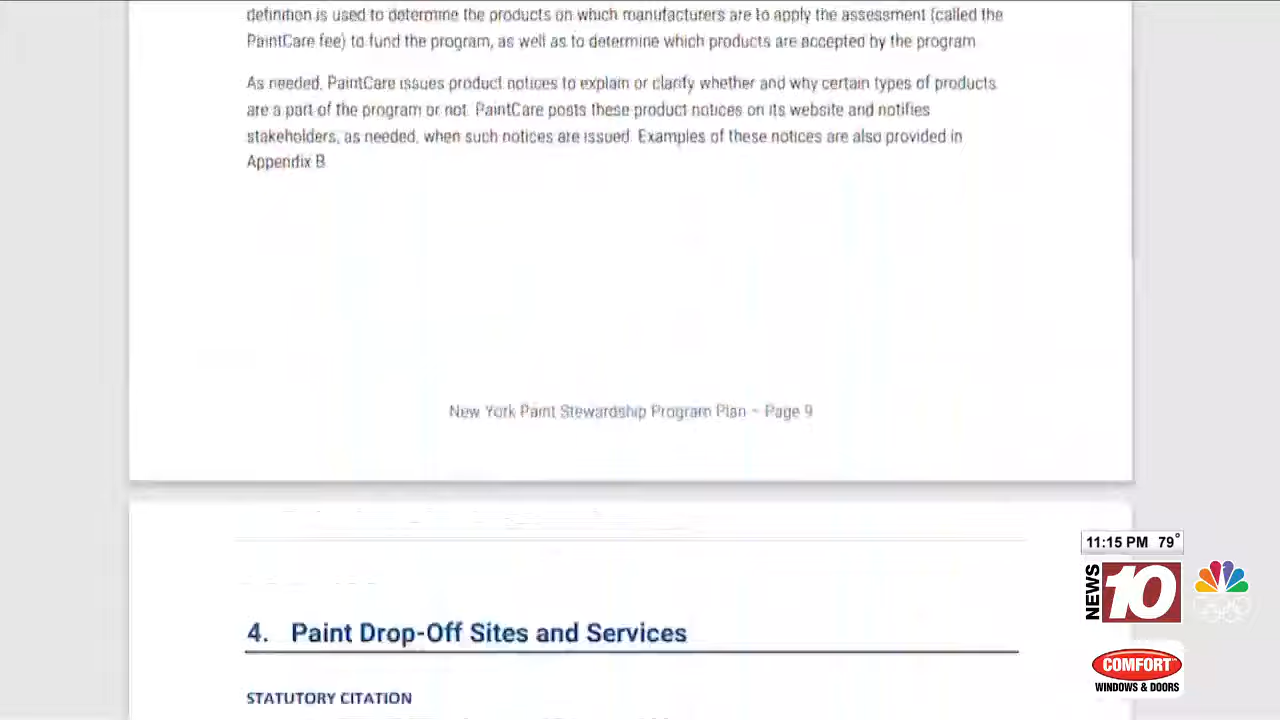 definition is used to determine the products on which manufacturers are to apply the assessment (called the
PaintCare fee) to fund the program, as well as to determine which products are accepted by the program
As needed, PaintCare issues product notices to explain or clarify whether and why certain types of products
are a part of the program or not. PaintCare posts these product notices on its website and notifies
stakeholders, as needed, when such notices are issued. Examples of these notices are also provided in
Appendix B
New York Paint Stewardship Program Plan - Page 9
4. Paint Drop-Off Sites and Services
STATUTORY CITATION
11:15 PM 79°
NEWS 10
COMFORT
WINDOWS & DOORS